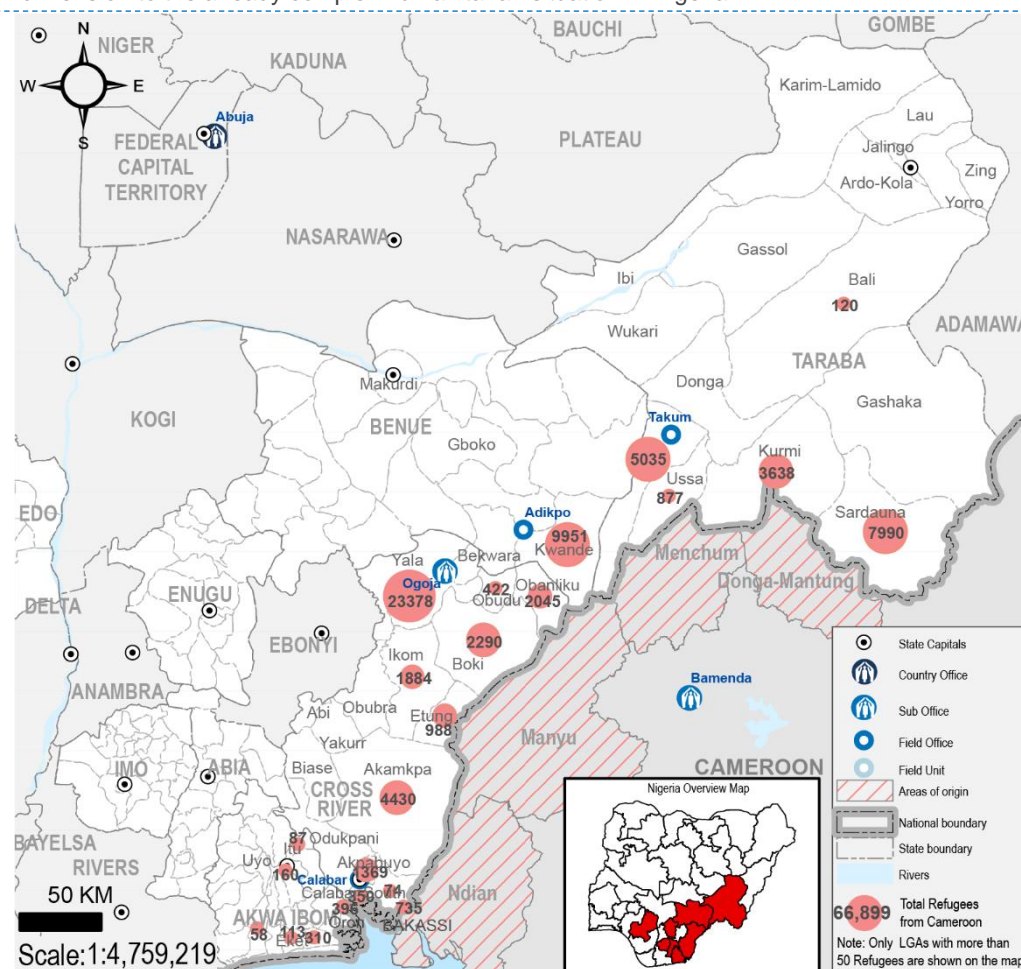 N
W
E
S
NIGER
KADUNA
BAUCHI
GOMBE
Abuja
FEDERAL
CAPITAL
TERRITORY
PLATEAU
Karim-Lamido
Lau
Jalingo
Zing
Ardo-Kola
Yorro
NASARAWA
Gassol
Ibi
Bali
120
Wukari
ADAMAWA
TARABA
Makurdi
Donga
Gashaka
KOGI
BENUE
Takum
Gboko
5035
Kurmi
3638
Ussa
877
EDO
Adikpo
9951
Kwande
Sardauna
7990
Yala
Bekwara
Menchum
Ogoja
23378
422
Obudu
Obanliku
2045
Donga-Mantung
DELTA
ENUGU
EBONYI
2290
Boki
Ikom
1884
ANAMBRA
Abi
Obubra
Etung
988
Bamenda
Yakuri
Manyu
IMO
ABIA
Biase
Akamkpa
CROSS
RIVER
4430
CAMEROON
BAYELSA
RIVERS
87
Odukpani
Itu
Uyo
160
Akpabuyo
1369
Calabar
350
74
735
396
Oron
BAKASSI
Ndian
AKWA IBOM
58
113
310
50 KM
Scale:1:4,759,219
Nigeria Overview Map
State Capitals
Country Office
Sub Office
Field Office
Field Unit
Areas of origin
National boundary
State boundary
Rivers
66,899
Total Refugees
from Cameroon
Note: Only LGAs with more than
50 Refugees are shown on the map